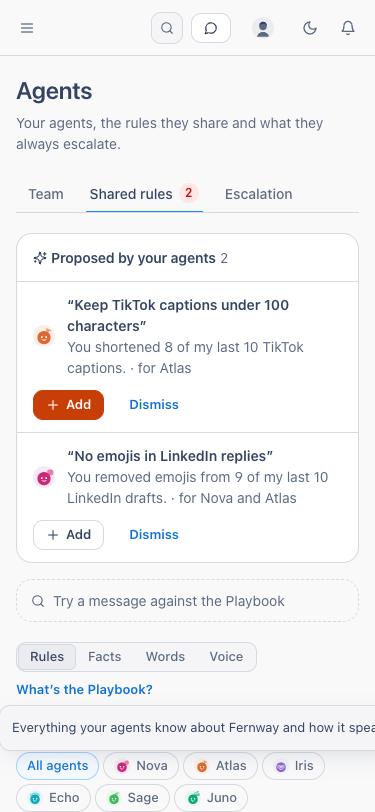 Agents
Your agents, the rules they share and what they
always escalate.
Team
Shared rules 2
Escalation
Proposed by your agents 2
“Keep TikTok captions under 100
characters”
You shortened 8 of my last 10 TikTok
captions. · for Atlas
+ Add
Dismiss
“No emojis in LinkedIn replies”
You removed emojis from 9 of my last 10
LinkedIn drafts. · for Nova and Atlas
+ Add
Dismiss
Try a message against the Playbook
Rules
Facts
Words
Voice
What’s the Playbook?
Everything your agents know about Fernway and how it
All agents
Nova
Atlas
Iris
Echo
Sage
Juno